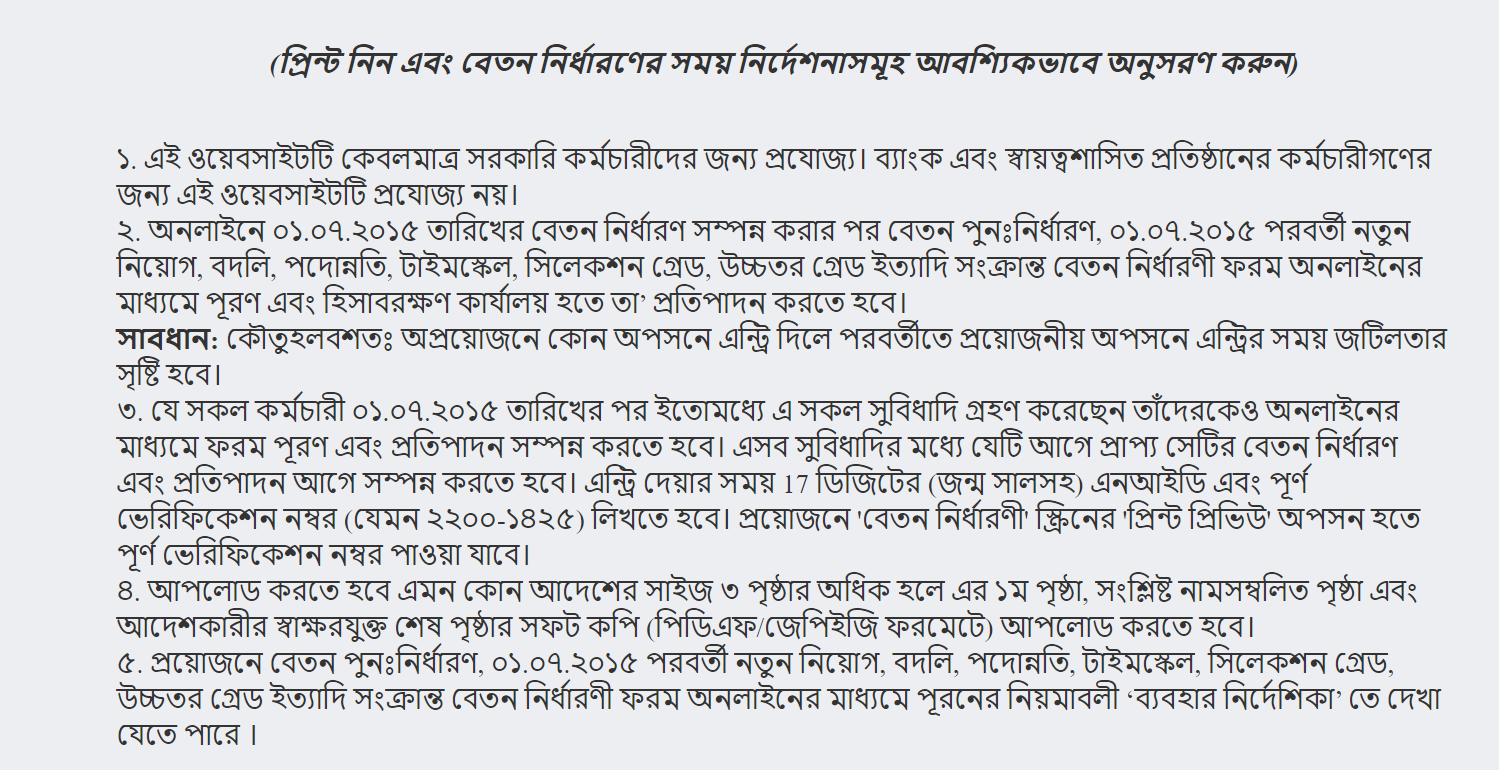 (প্রিন্ট নিন এবং বেতন নির্ধারণের সময় নির্দেশনাসমূহ আবশ্যিকভাবে অনুসরণ করুন)
১. এই ওয়েবসাইটটি কেবলমাত্র সরকারি কর্মচারীদের জন্য প্রযোজ্য। ব্যাংক এবং স্বায়ত্বশাসিত প্রতিষ্ঠানের কর্মচারীগণের
জন্য এই ওয়েবসাইটটি প্রযোজ্য নয়।
২. অনলাইনে ০১.০৭.২০১৫ তারিখের বেতন নির্ধারণ সম্পন্ন করার পর বেতন পুনঃনির্ধারণ, ০১.০৭.২০১৫ পরবর্তী নতুন
নিয়োগ, বদলি, পদোন্নতি, টাইমস্কেল, সিলেকশন গ্রেড, উচ্চতর গ্রেড ইত্যাদি সংক্রান্ত বেতন নির্ধারণী ফরম অনলাইনের
মাধ্যমে পূরণ এবং হিসাবরক্ষণ কার্যালয় হতে তা’ প্রতিপাদন করতে হবে।
সাবধান: কৌতুহলবশতঃ অপ্রয়োজনে কোন অপসনে এন্ট্রি দিলে পরবর্তীতে প্রয়োজনীয় অপসনে এন্ট্রির সময় জটিলতার
সৃষ্টি হবে।
৩. যে সকল কর্মচারী ০১.০৭.২০১৫ তারিখের পর ইতোমধ্যে এ সকল সুবিধাদি গ্রহণ করেছেন তাঁদেরকেও অনলাইনের
মাধ্যমে ফরম পূরণ এবং প্রতিপাদন সম্পন্ন করতে হবে। এসব সুবিধাদির মধ্যে যেটি আগে প্রাপ্য সেটির বেতন নির্ধারণ
এবং প্রতিপাদন আগে সম্পন্ন করতে হবে। এন্ট্রি দেয়ার সময় 17 ডিজিটের (জন্ম সালসহ) এনআইডি এবং পূর্ণ
ভেরিফিকেশন নম্বর (যেমন ২২০০-১৪২৫) লিখতে হবে। প্রয়োজনে 'বেতন নির্ধারণী' স্ক্রিনের 'প্রিন্ট প্রিভিউ' অপসন হতে
পূর্ণ ভেরিফিকেশন নম্বর পাওয়া যাবে।
৪. আপলোড করতে হবে এমন কোন আদেশের সাইজ ৩ পৃষ্ঠার অধিক হলে এর ১ম পৃষ্ঠা, সংশ্লিষ্ট নামসম্বলিত পৃষ্ঠা এবং
আদেশকারীর স্বাক্ষরযুক্ত শেষ পৃষ্ঠার সফট কপি (পিডিএফ/জেপিইজি ফরমেটে) আপলোড করতে হবে।
৫. প্রয়োজনে বেতন পুনঃনির্ধারণ, ০১.০৭.২০১৫ পরবর্তী নতুন নিয়োগ, বদলি, পদোন্নতি, টাইমস্কেল, সিলেকশন গ্রেড,
উচ্চতর গ্রেড ইত্যাদি সংক্রান্ত বেতন নির্ধারণী ফরম অনলাইনের মাধ্যমে পূরনের নিয়মাবলী ‘ব্যবহার নির্দেশিকা’ তে দেখা
যেতে পারে ।